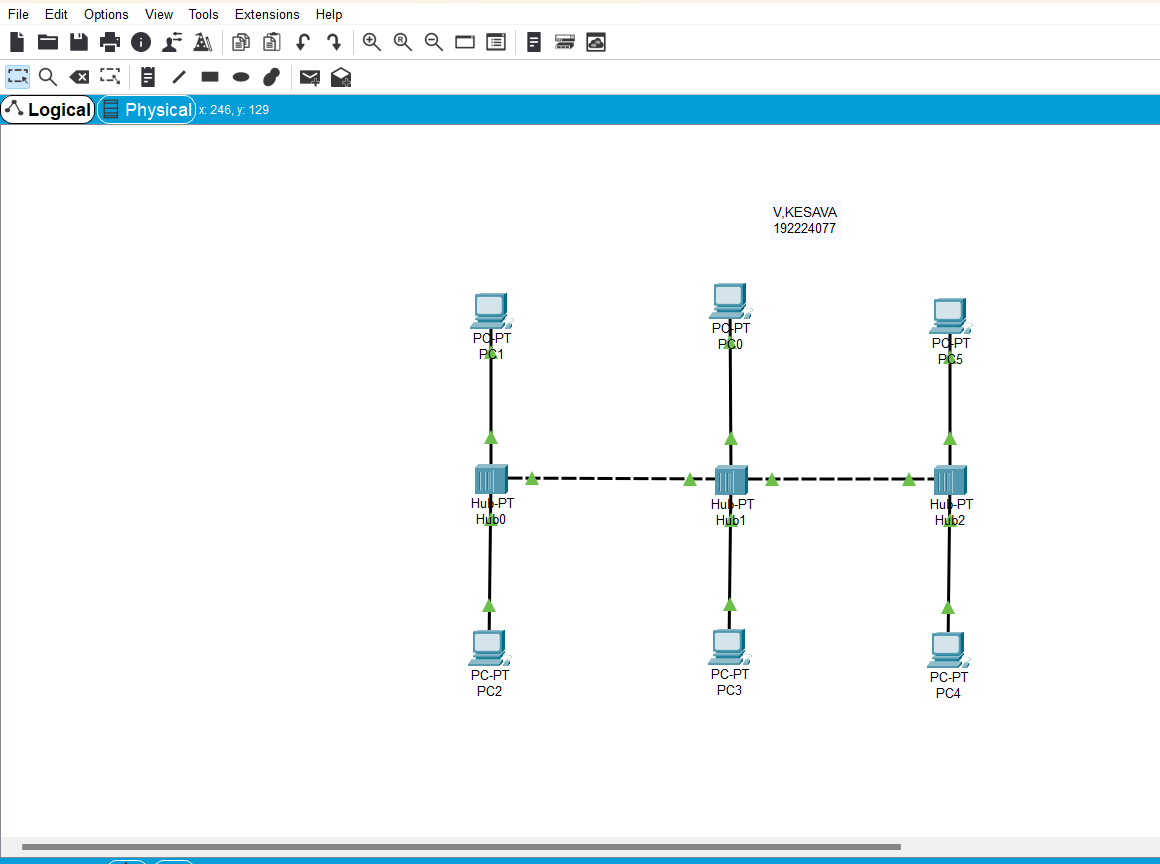 File Edit Options View Tools Extensions Help
Logical Physical x: 246, y: 129
V,KESAVA
192224077
PC-PT
PC1
PC-PT
PC0
PC-PT
PC5
Hub-PT
Hub0
Hub-PT
Hub1
Hub-PT
Hub2
PC-PT
PC2
PC-PT
PC3
PC-PT
PC4